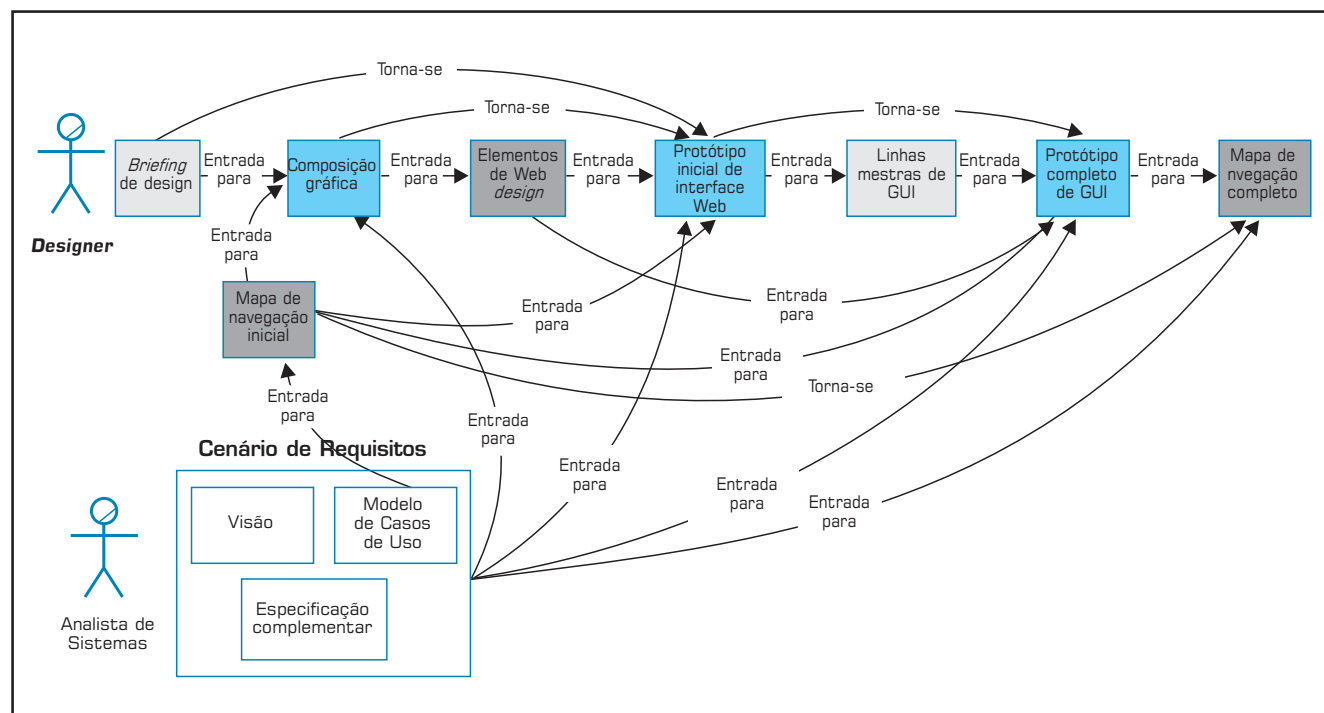 Torna-se
Torna-se
Torna-se
Briefing
de design
Entrada
para
Composição
gráfica
Entrada
para
Elementos
de Web
design
Entrada
para
Protótipo
inicial de
interface
Web
Entrada
para
Linhas
mestras de
GUI
Entrada
para
Protótipo
completo
de GUI
Entrada
para
Mapa de
nvegação
completo
Designer
Entrada
para
Mapa de
navegação
inicial
Entrada
para
Entrada
para
Entrada
para
Torna-se
Entrada
para
Entrada
para
Entrada
para
Entrada
para
Entrada
para
Cenário de Requisitos
Visão
Modelo
de Casos
de Uso
Especificação
complementar
Analista de
Sistemas